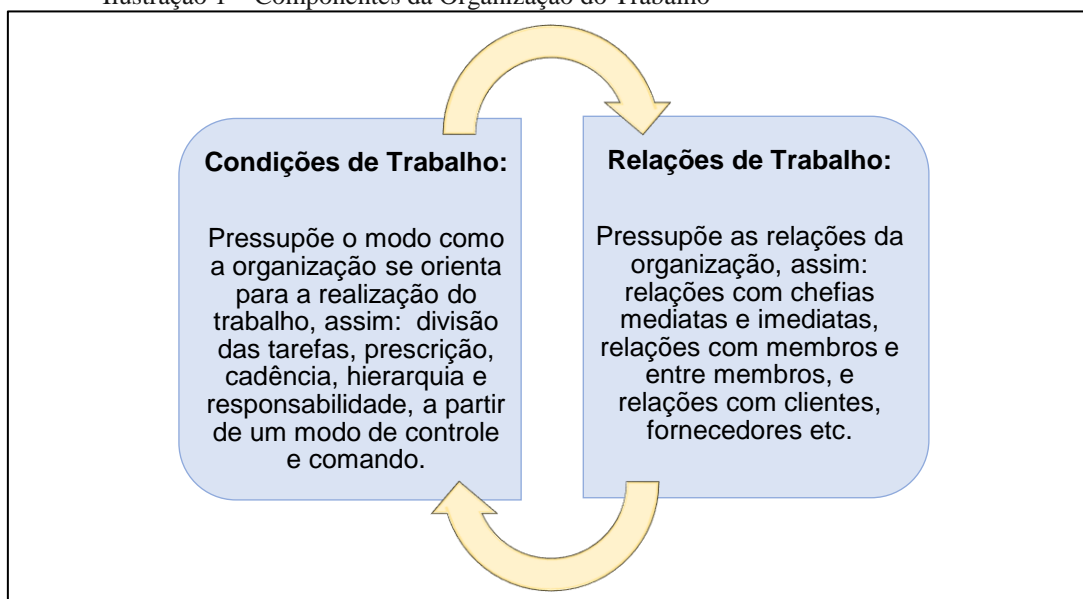 Ilustração 1 – Componentes da Organização do Trabalho
Condições de Trabalho:
Pressupõe o modo como
a organização se orienta
para a realização do
trabalho, assim: divisão
das tarefas, prescrição,
cadência, hierarquia e
responsabilidade, a partir
de um modo de controle
e comando.
Relações de Trabalho:
Pressupõe as relações da
organização, assim:
relações com chefias
mediatas e imediatas,
relações com membros e
entre membros, e
relações com clientes,
fornecedores etc.